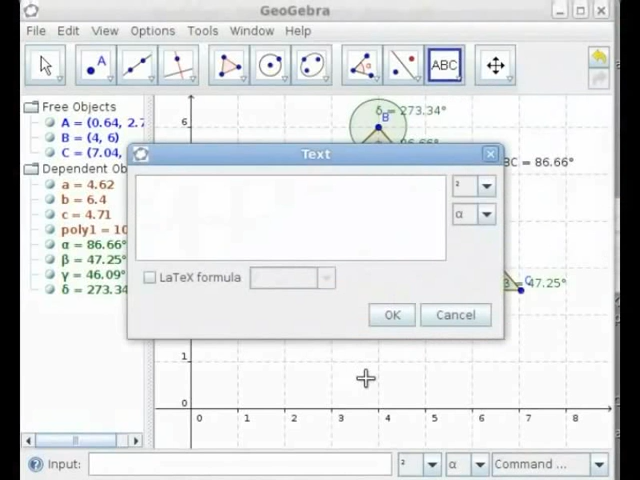 GeoGebra
File Edit View Options Tools Window Help
A
α
ABC
Free Objects
A = (0.64, 2.7
B = (4, 6)
C = (7.04,
Dependent Ob
a = 4.62
b = 6.4
c = 4.71
poly1 = 10
α = 86.66°
β = 47.25°
γ = 46.09°
δ = 273.34
6
δ = 273.34°
B
BC = 86.66°
Text
²
α
LaTeX formula
OK Cancel
= 47.25°
C
1
0
0 1 2 3 4 5 6 7 8
Input:
² α Command ...